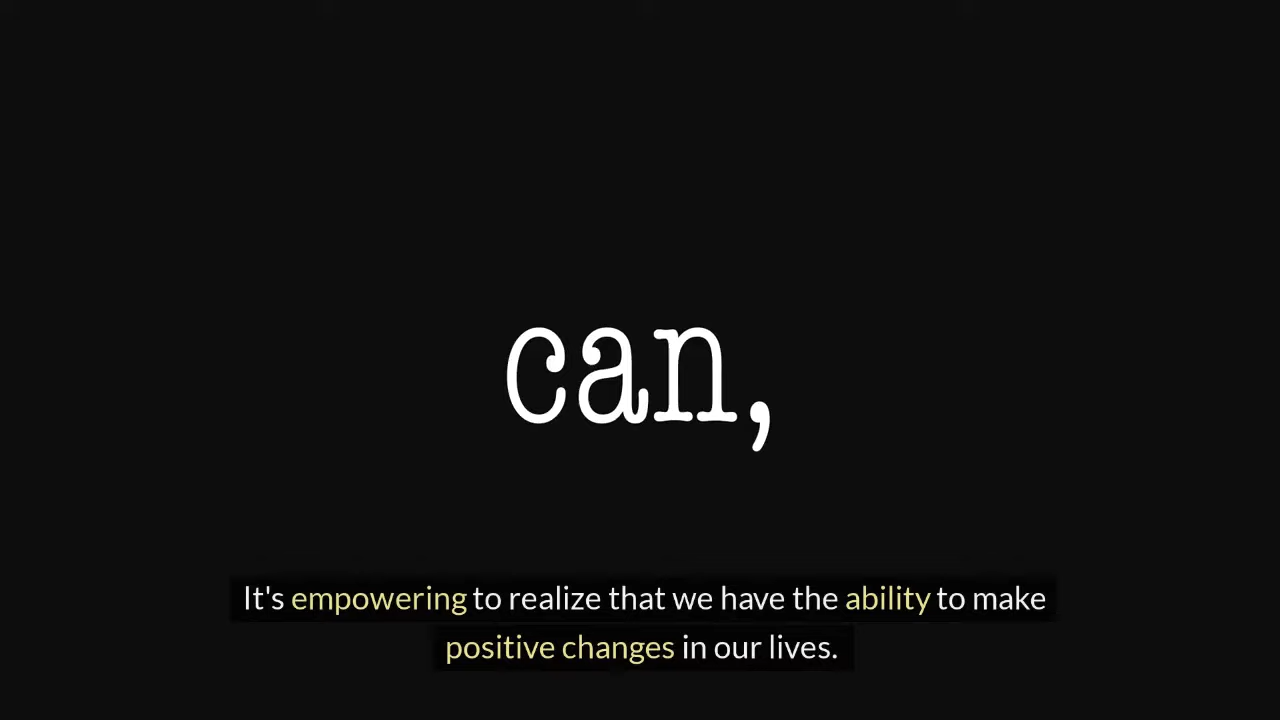 can,
It's empowering to realize that we have the ability to make
positive changes in our lives.